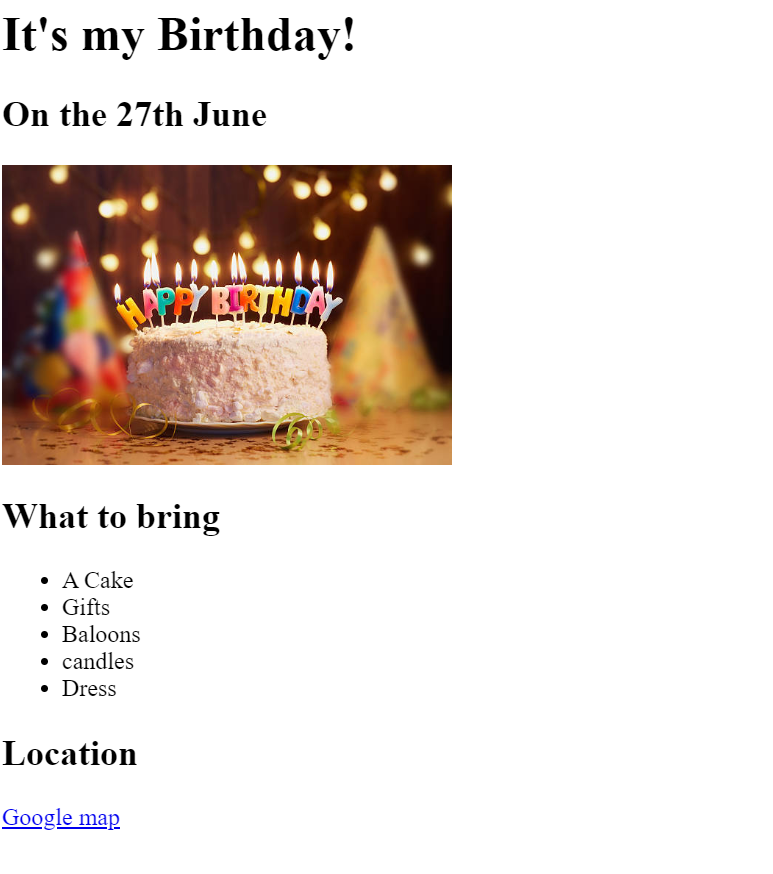 It's my Birthday!
On the 27th June
HAPPY BIRTHDAY
What to bring
A Cake
Gifts
Baloons
candles
Dress
Location
Google map